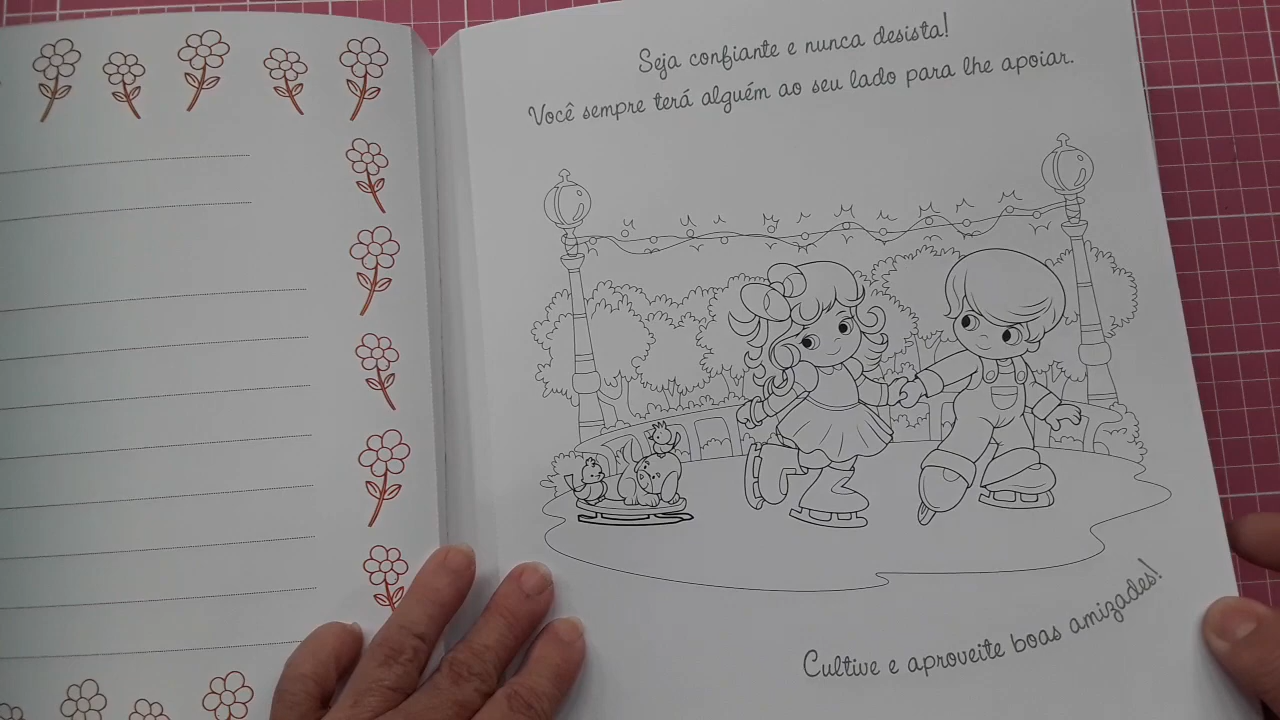 Seja confiante e nunca desista!
Você sempre terá alguém ao seu lado para lhe apoiar.
Cultive e aproveite boas amizades!